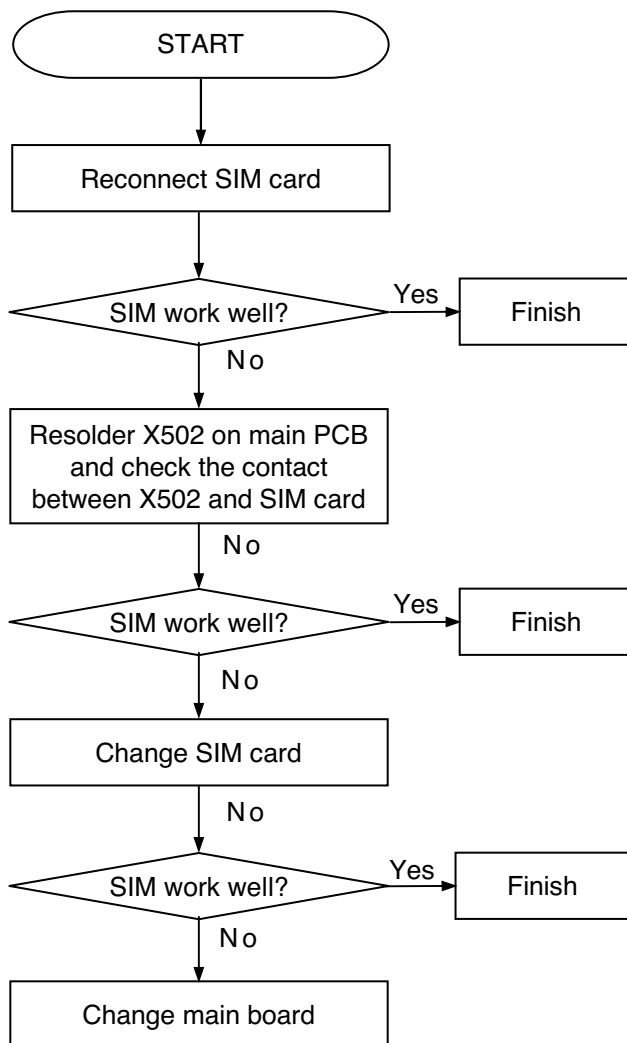 START
Reconnect SIM card
SIM work well?
Yes
Finish
No
Resolder X502 on main PCB
and check the contact
between X502 and SIM card
No
SIM work well?
Yes
Finish
No
Change SIM card
No
SIM work well?
Yes
Finish
No
Change main board